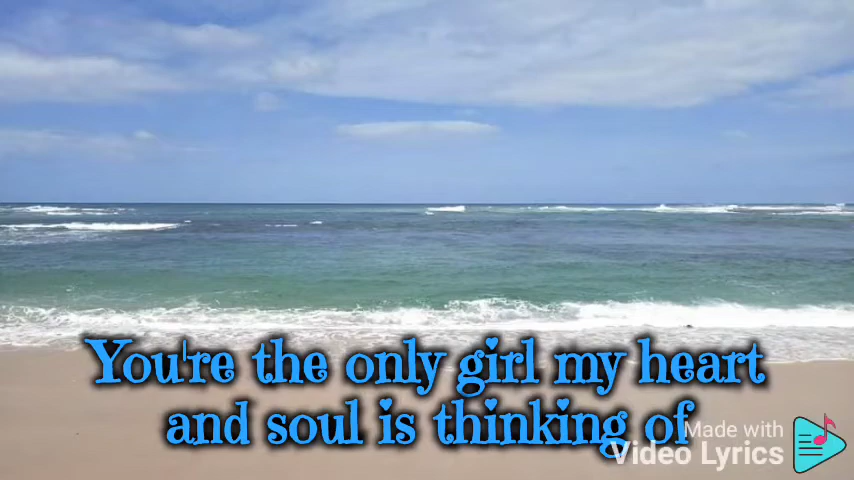 You're the only girl my heart
and soul is thinking of
Made with
Video Lyrics